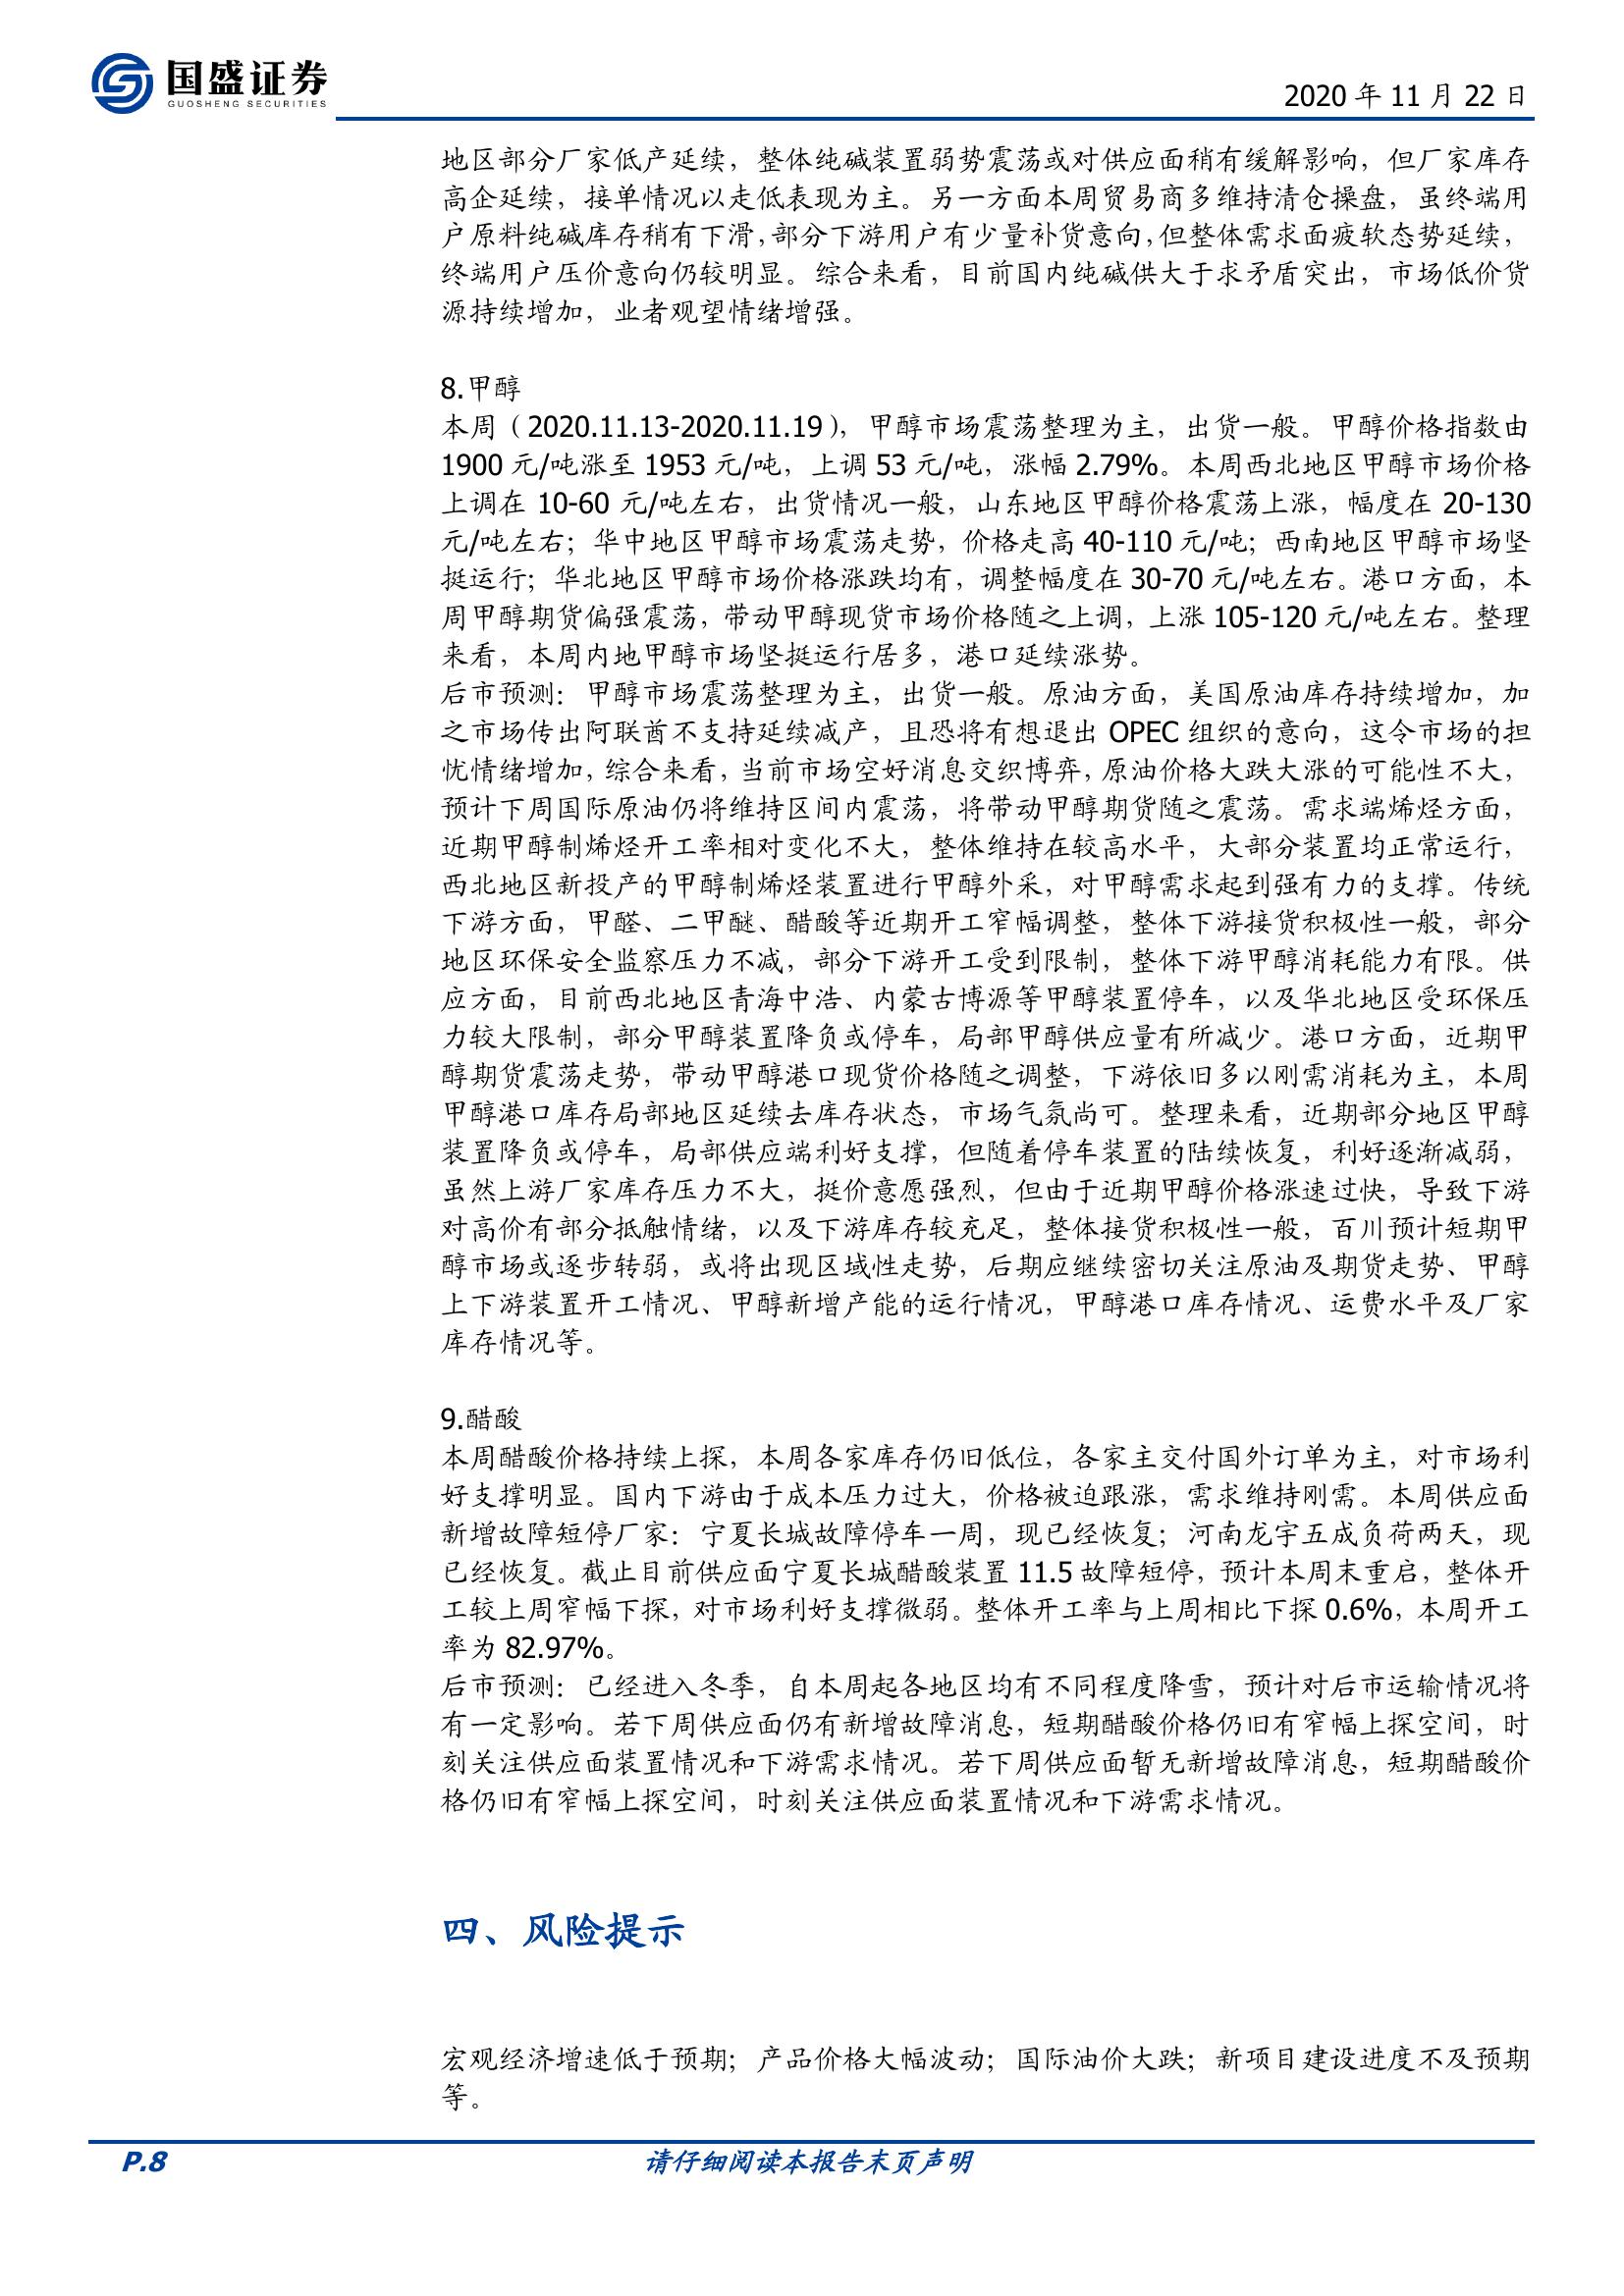 国盛证券
GUOSHENG SECURITIES
2020 年 11 月 22 日
地区部分厂家低产延续，整体纯碱装置弱势震荡或对供应面稍有缓解影响，但厂家库存
高企延续，接单情况以走低表现为主。另一方面本周贸易商多维持清仓操盘，虽终端用
户原料纯碱库存稍有下滑，部分下游用户有少量补货意向，但整体需求面疲软态势延续，
终端用户压价意向仍较明显。综合来看，目前国内纯碱供大于求矛盾突出，市场低价货
源持续增加，业者观望情绪增强。
8.甲醇
本周（2020.11.13-2020.11.19），甲醇市场震荡整理为主，出货一般。甲醇价格指数由
1900 元/吨涨至 1953 元/吨，上调 53 元/吨，涨幅 2.79%。本周西北地区甲醇市场价格
上调在 10-60 元/吨左右，出货情况一般，山东地区甲醇价格震荡上涨，幅度在 20-130
元/吨左右；华中地区甲醇市场震荡走势，价格走高 40-110 元/吨；西南地区甲醇市场坚
挺运行；华北地区甲醇市场价格涨跌均有，调整幅度在 30-70 元/吨左右。港口方面，本
周甲醇期货偏强震荡，带动甲醇现货市场价格随之上调，上涨 105-120 元/吨左右。整理
来看，本周内地甲醇市场坚挺运行居多，港口延续涨势。
后市预测：甲醇市场震荡整理为主，出货一般。原油方面，美国原油库存持续增加，加
之市场传出阿联酋不支持延续减产，且恐将有想退出 OPEC 组织的意向，这令市场的担
忧情绪增加，综合来看，当前市场空好消息交织博弈，原油价格大跌大涨的可能性不大，
预计下周国际原油仍将维持区间内震荡，将带动甲醇期货随之震荡。需求端烯烃方面，
近期甲醇制烯烃开工率相对变化不大，整体维持在较高水平，大部分装置均正常运行，
西北地区新投产的甲醇制烯烃装置进行甲醇外采，对甲醇需求起到强有力的支撑。传统
下游方面，甲醛、二甲醚、醋酸等近期开工窄幅调整，整体下游接货积极性一般，部分
地区环保安全监察压力不减，部分下游开工受到限制，整体下游甲醇消耗能力有限。供
应方面，目前西北地区青海中浩、内蒙古博源等甲醇装置停车，以及华北地区受环保压
力较大限制，部分甲醇装置降负或停车，局部甲醇供应量有所减少。港口方面，近期甲
醇期货震荡走势，带动甲醇港口现货价格随之调整，下游依旧多以刚需消耗为主，本周
甲醇港口库存局部地区延续去库存状态，市场气氛尚可。整理来看，近期部分地区甲醇
装置降负或停车，局部供应端利好支撑，但随着停车装置的陆续恢复，利好逐渐减弱，
虽然上游厂家库存压力不大，挺价意愿强烈，但由于近期甲醇价格涨速过快，导致下游
对高价有部分抵触情绪，以及下游库存较充足，整体接货积极性一般，百川预计短期甲
醇市场或逐步转弱，或将出现区域性走势，后期应继续密切关注原油及期货走势、甲醇
上下游装置开工情况、甲醇新增产能的运行情况，甲醇港口库存情况、运费水平及厂家
库存情况等。
9.醋酸
本周醋酸价格持续上探，本周各家库存仍旧低位，各家主交付国外订单为主，对市场利
好支撑明显。国内下游由于成本压力过大，价格被迫跟涨，需求维持刚需。本周供应面
新增故障短停厂家：宁夏长城故障停车一周，现已经恢复；河南龙宇五成负荷两天，现
已经恢复。截止目前供应面宁夏长城醋酸装置 11.5 故障短停，预计本周末重启，整体开
工较上周窄幅下探，对市场利好支撑微弱。整体开工率与上周相比下探 0.6%，本周开工
率为 82.97%。
后市预测：已经进入冬季，自本周起各地区均有不同程度降雪，预计对后市运输情况将
有一定影响。若下周供应面仍有新增故障消息，短期醋酸价格仍旧有窄幅上探空间，时
刻关注供应面装置情况和下游需求情况。若下周供应面暂无新增故障消息，短期醋酸价
格仍旧有窄幅上探空间，时刻关注供应面装置情况和下游需求情况。
四、风险提示
宏观经济增速低于预期；产品价格大幅波动；国际油价大跌；新项目建设进度不及预期
等。
P.8
请仔细阅读本报告末页声明